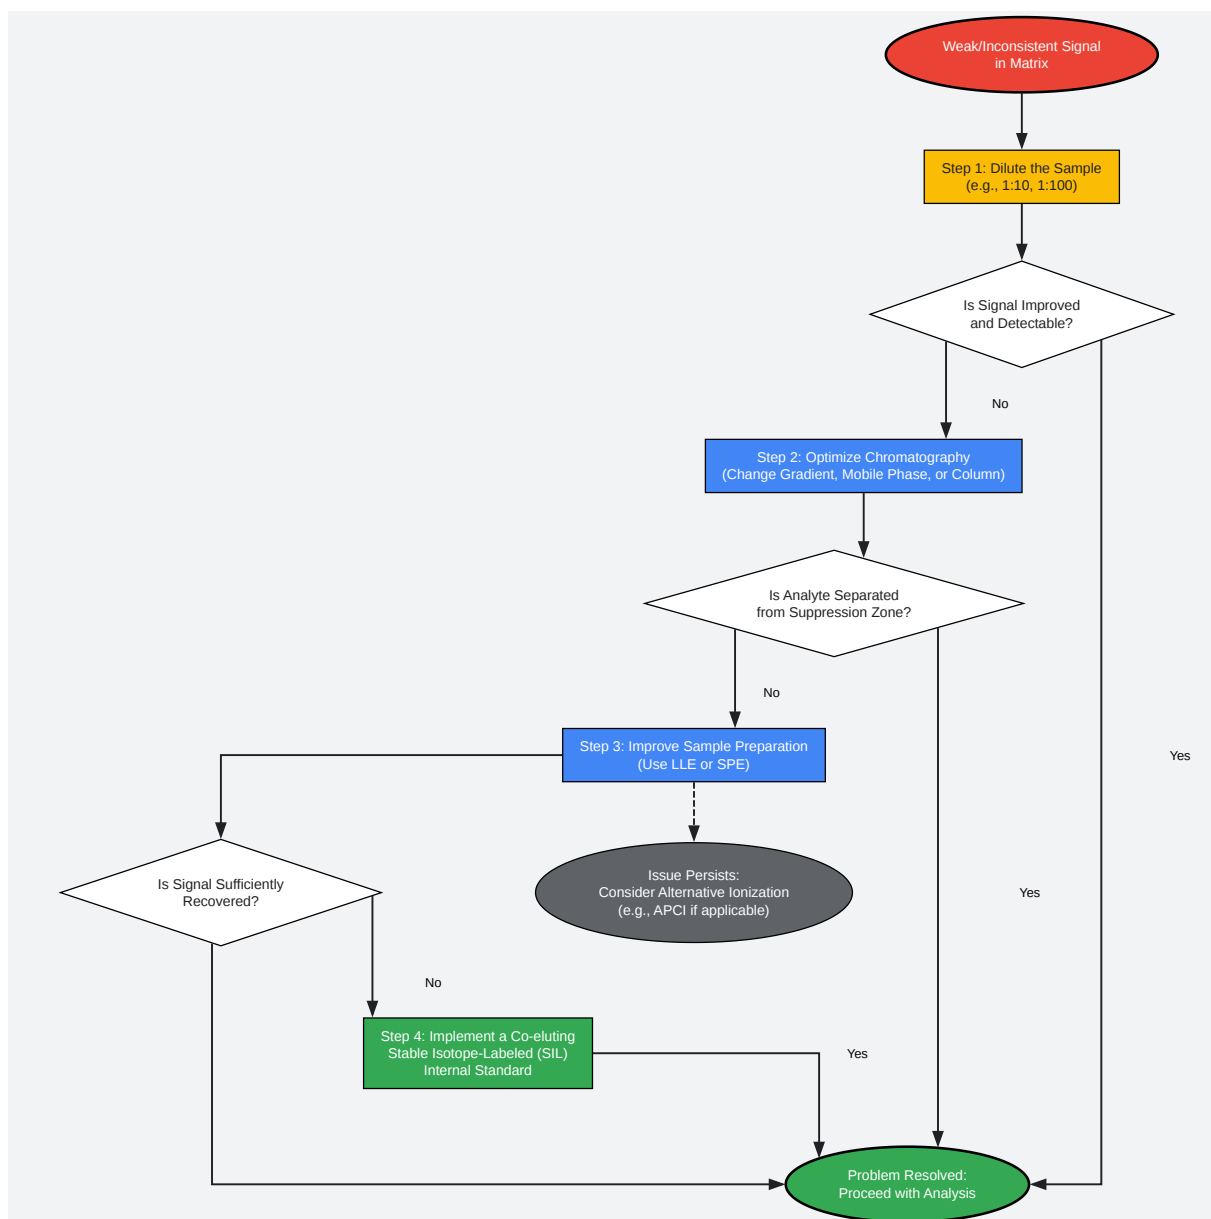 Weak/Inconsistent Signal
in Matrix
Step 1: Dilute the Sample
(e.g., 1:10, 1:100)
Is Signal Improved
and Detectable?
No
Step 2: Optimize Chromatography
(Change Gradient, Mobile Phase, or Column)
Is Analyte Separated
from Suppression Zone?
No
Step 3: Improve Sample Preparation
(Use LLE or SPE)
Yes
Is Signal Sufficiently
Recovered?
Issue Persists:
Consider Alternative Ionization
(e.g., APCI if applicable)
Yes
No
Step 4: Implement a Co-eluting
Stable Isotope-Labeled (SIL)
Internal Standard
Yes
Problem Resolved:
Proceed with Analysis